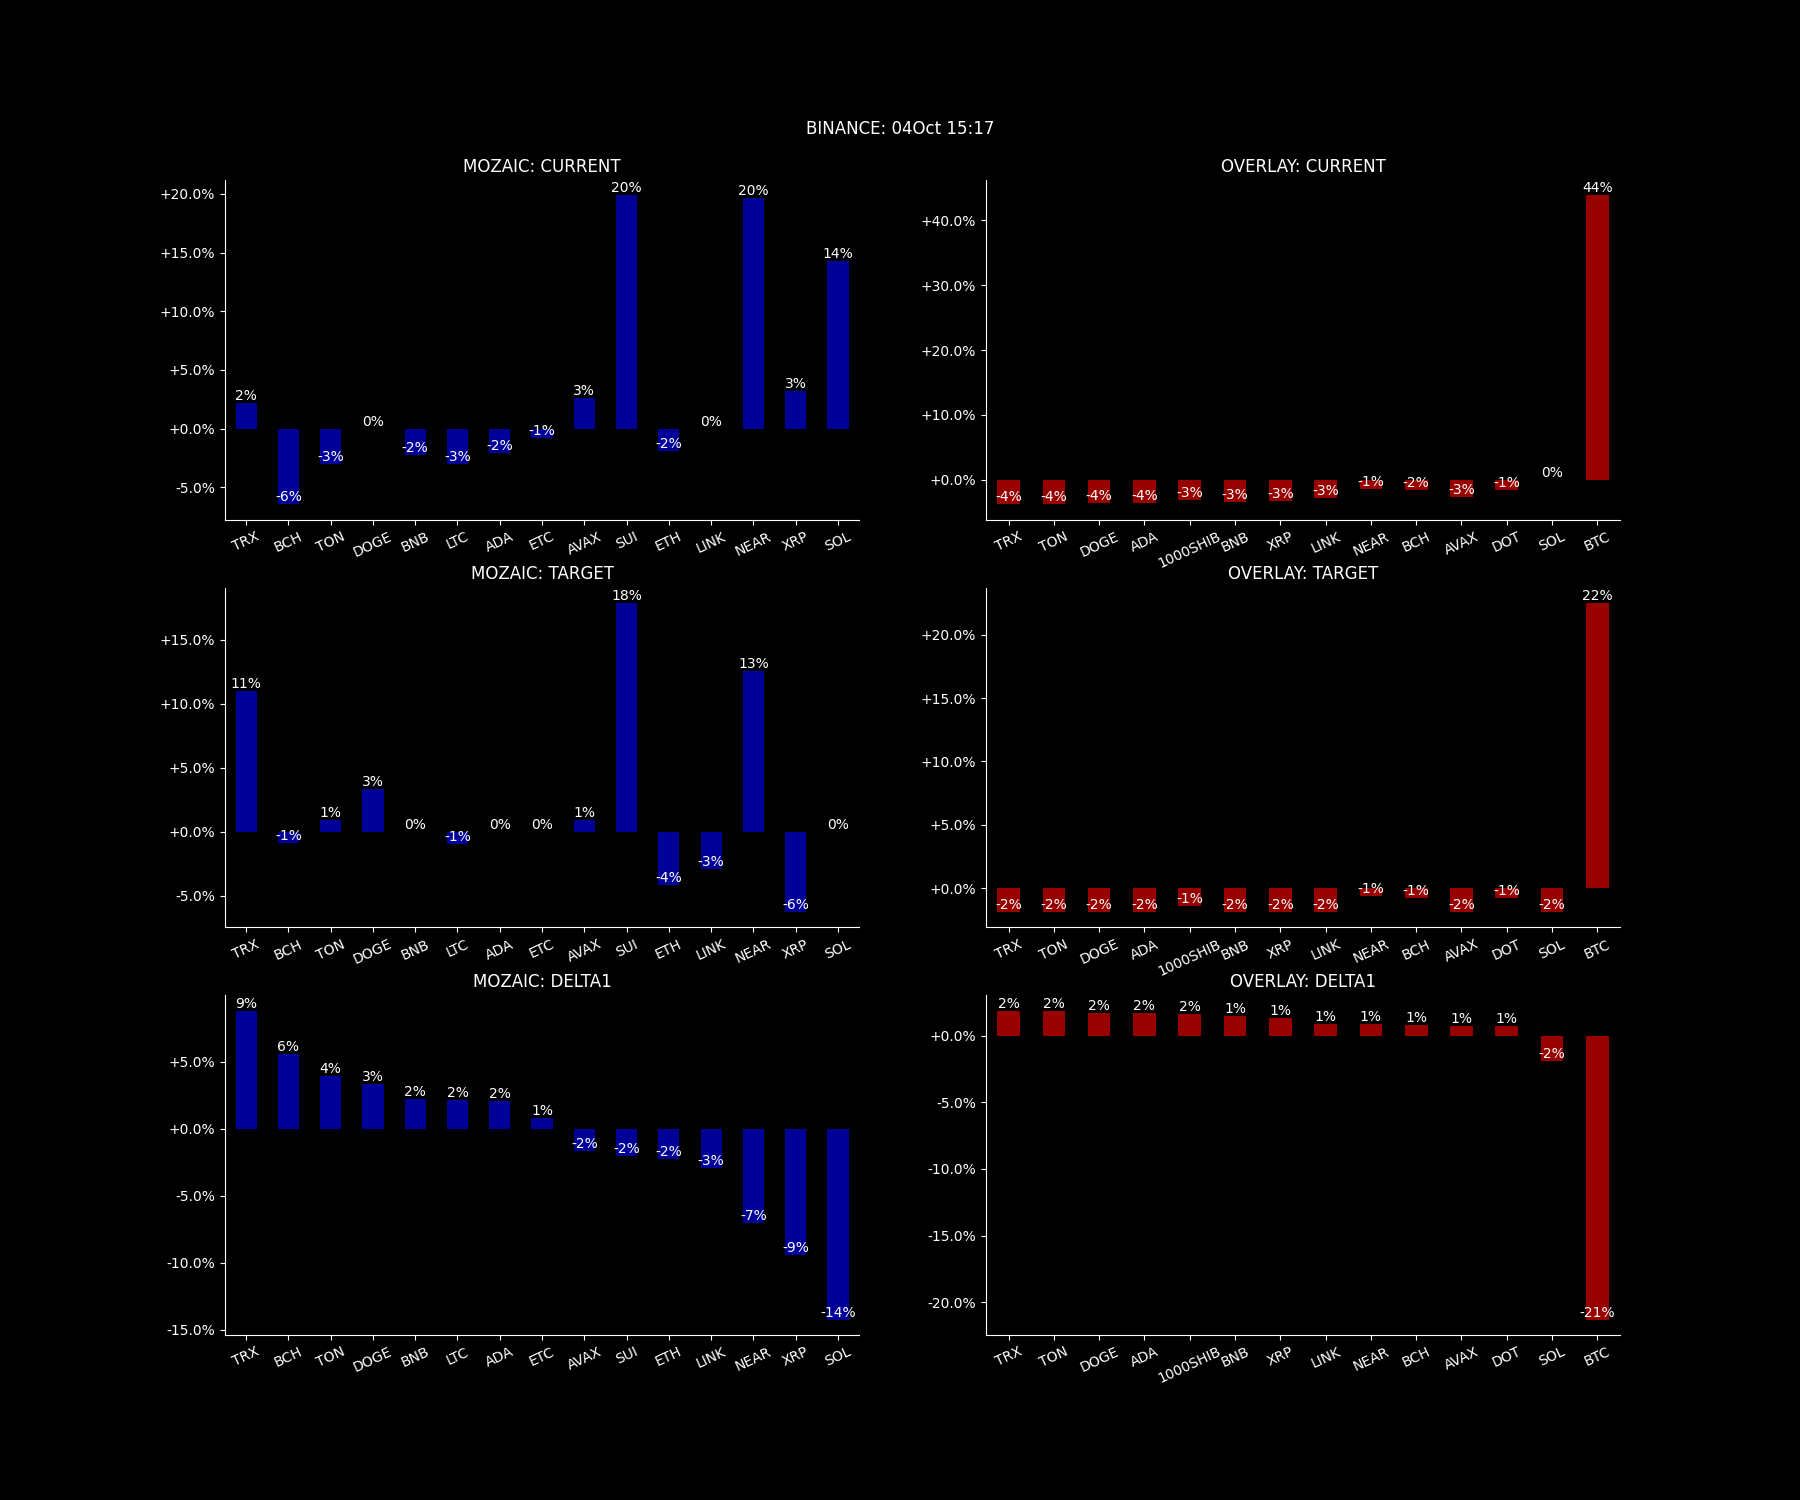 BINANCE: 04Oct 15:17
MOZAIC: CURRENT
+20.0%
+15.0%
+10.0%
+5.0%
+0.0%
-5.0%
2% -6% -3% 0% -2% -3% -2% -1% 3% 20% -2% 0% 20% 3% 14%
TRX BCH TON DOGE BNB LTC ADA ETC AVAX SUI ETH LINK NEAR XRP SOL
OVERLAY: CURRENT
+40.0%
+30.0%
+20.0%
+10.0%
+0.0%
-4% -4% -4% -4% -3% -3% -3% -3% -1% -2% -3% -1% 0% 44%
TRX TON DOGE ADA 1000SHIB BNB XRP LINK NEAR BCH AVAX DOT SOL BTC
MOZAIC: TARGET
+15.0%
+10.0%
+5.0%
+0.0%
-5.0%
11% -1% 1% 3% 0% -1% 0% 0% 1% 18% -4% -3% 13% -6% 0%
TRX BCH TON DOGE BNB LTC ADA ETC AVAX SUI ETH LINK NEAR XRP SOL
OVERLAY: TARGET
+20.0%
+15.0%
+10.0%
+5.0%
+0.0%
-2% -2% -2% -2% -1% -2% -2% -2% -1% -1% -2% -1% -2% 22%
TRX TON DOGE ADA 1000SHIB BNB XRP LINK NEAR BCH AVAX DOT SOL BTC
MOZAIC: DELTA1
+5.0%
+0.0%
-5.0%
-10.0%
-15.0%
9% 6% 4% 3% 2% 2% 2% 1% -2% -2% -2% -3% -7% -9% -14%
TRX BCH TON DOGE BNB LTC ADA ETC AVAX SUI ETH LINK NEAR XRP SOL
OVERLAY: DELTA1
+0.0%
-5.0%
-10.0%
-15.0%
-20.0%
2% 2% 2% 2% 2% 1% 1% 1% 1% 1% 1% 1% -2% -21%
TRX TON DOGE ADA 1000SHIB BNB XRP LINK NEAR BCH AVAX DOT SOL BTC